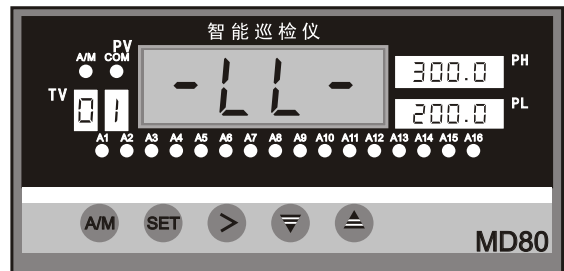 智能巡检仪
PV
A/M COM
-LL-
300.0 PH
TV 01
200.0 PL
A1 A2 A3 A4 A5 A6 A7 A8 A9 A10 A11 A12 A13 A14 A15 A16
A/M SET >
MD80